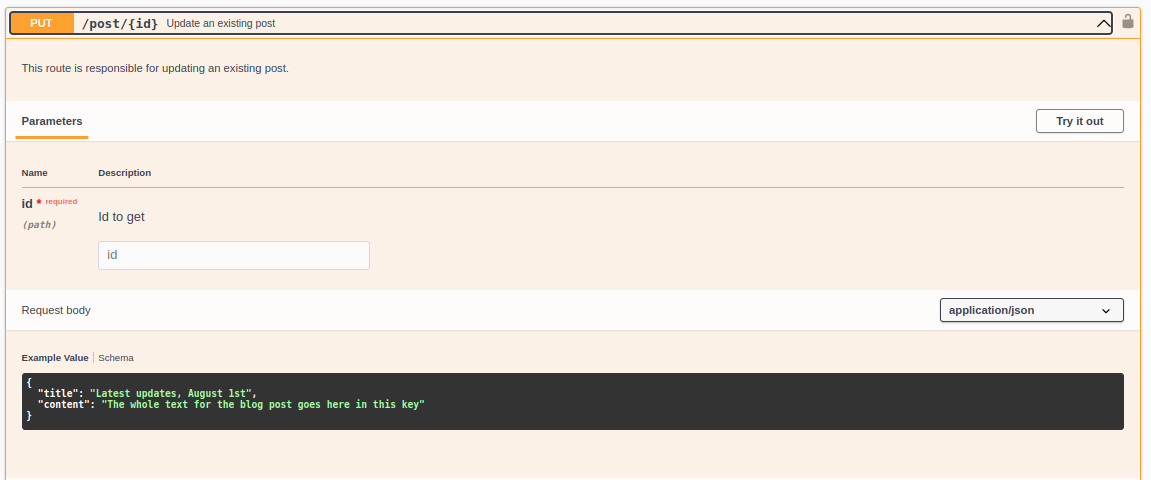 PUT /post/{id} Update an existing post
This route is responsible for updating an existing post.
Parameters Try it out
Name Description
id * required
(path)
Id to get
id
Request body application/json
Example Value Schema
{
"title": "Latest updates, August 1st",
"content": "The whole text for the blog post goes here in this key"
}